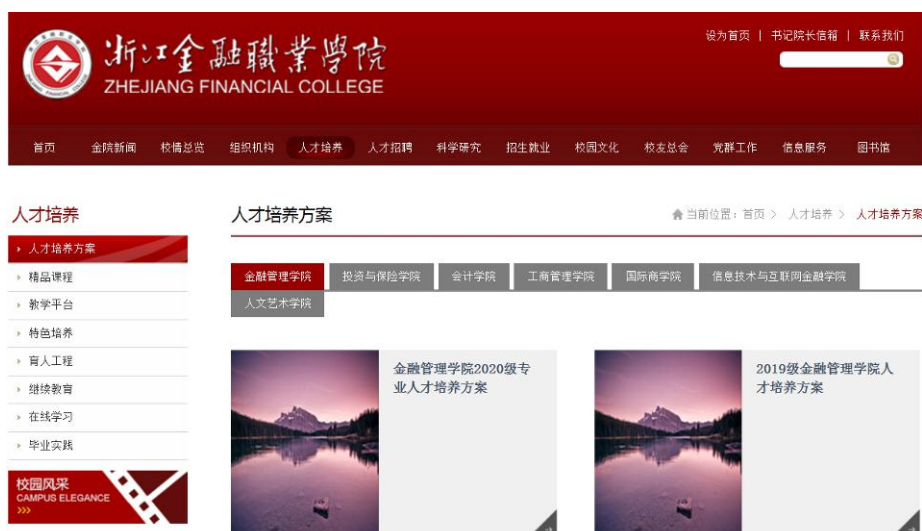 设为首页 | 书记院长信箱 | 联系我们
浙江金融職業學院
ZHEJIANG FINANCIAL COLLEGE
首页 金院新闻 校情总览 组织机构 人才培养 人才招聘 科学研究 招生就业 校园文化 校友总会 党群工作 信息服务 图书馆
人才培养
人才培养方案
精品课程
教学平台
特色培养
育人工程
继续教育
在线学习
毕业实践
校园风采
CAMPUS ELEGANCE
>>>
人才培养方案
当前位置：首页 > 人才培养 > 人才培养方案
金融管理学院 投资与保险学院 会计学院 工商管理学院 国际商学院 信息技术与互联网金融学院
人文艺术学院
金融管理学院2020级专
业人才培养方案
2019级金融管理学院人
才培养方案